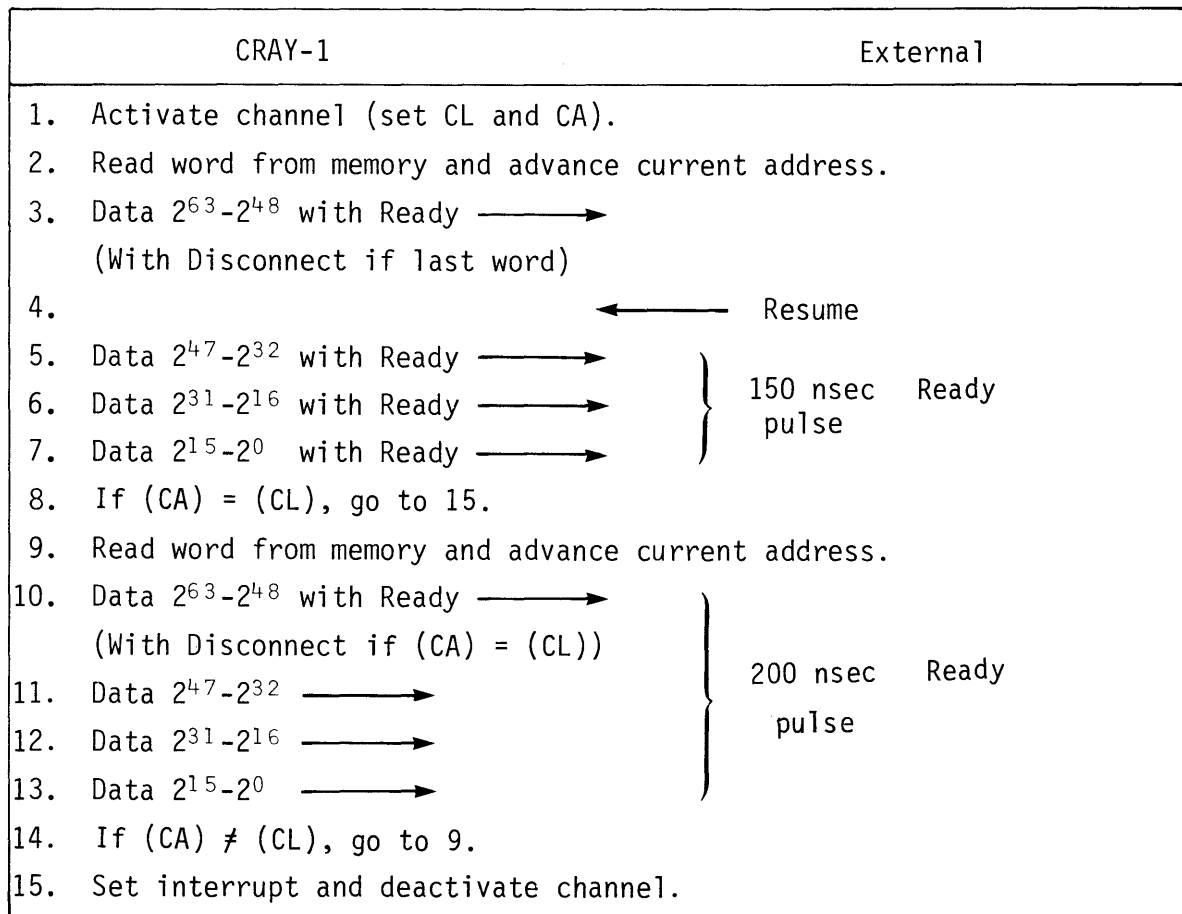 CRAY-1 External
1. Activate channel (set CL and CA).
2. Read word from memory and advance current address.
3. Data 2⁶³-2⁴⁸ with Ready
(With Disconnect if last word)
4. Resume
5. Data 2⁴⁷-2³² with Ready
6. Data 2³¹-2¹⁶ with Ready
150 nsec Ready
pulse
7. Data 2¹⁵-2⁰ with Ready
8. If (CA) = (CL), go to 15.
9. Read word from memory and advance current address.
10. Data 2⁶³-2⁴⁸ with Ready
(With Disconnect if (CA) = (CL))
11. Data 2⁴⁷-2³²
200 nsec Ready
pulse
12. Data 2³¹-2¹⁶
13. Data 2¹⁵-2⁰
14. If (CA) ≠ (CL), go to 9.
15. Set interrupt and deactivate channel.